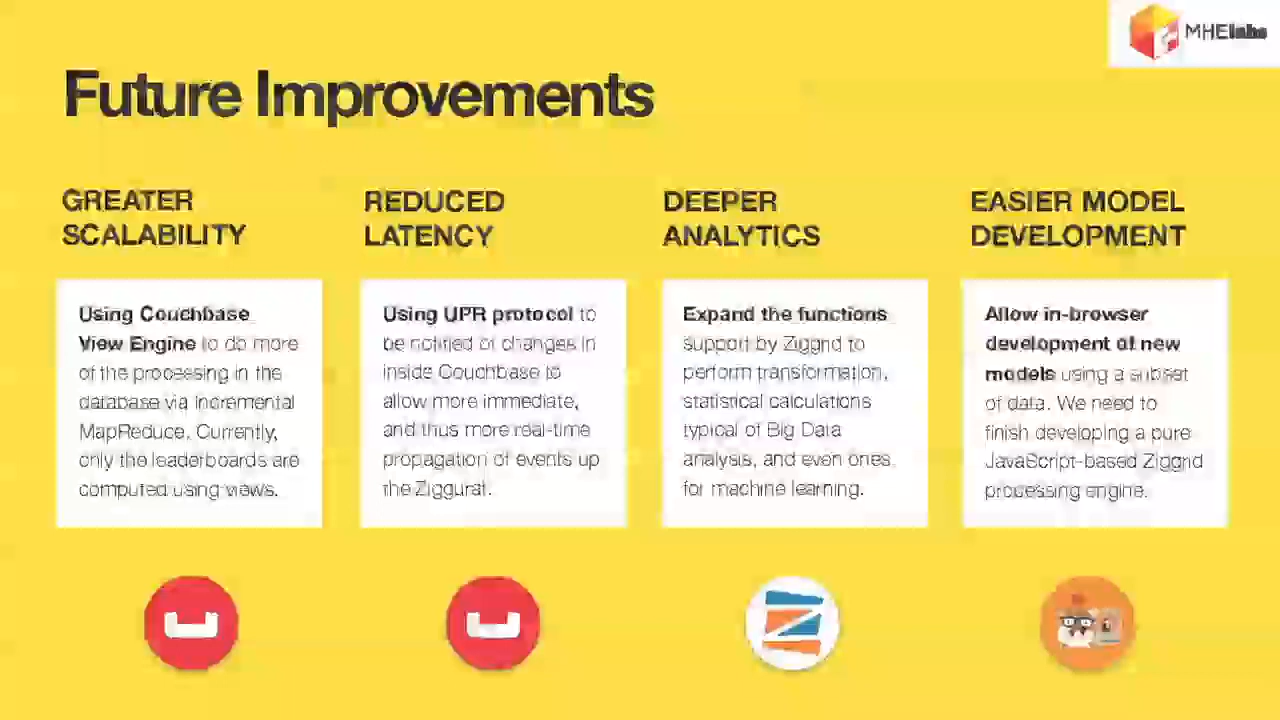 MHElabs
Future Improvements
GREATER
SCALABILITY
Using Couchbase
View Engine to do more
of the processing in the
database via incremental
MapReduce. Currently,
only the leaderboards are
computed using views.
REDUCED
LATENCY
Using UPR protocol to
be notified of changes in
inside Couchbase to
allow more immediate,
and thus more real-time
propagation of events up
the Ziggurat.
DEEPER
ANALYTICS
Expand the functions
support by Ziggrid to
perform transformation,
statistical calculations
typical of Big Data
analysis, and even ones
for machine learning.
EASIER MODEL
DEVELOPMENT
Allow in-browser
development of new
models using a subset
of data. We need to
finish developing a pure
JavaScript-based Ziggrid
processing engine.